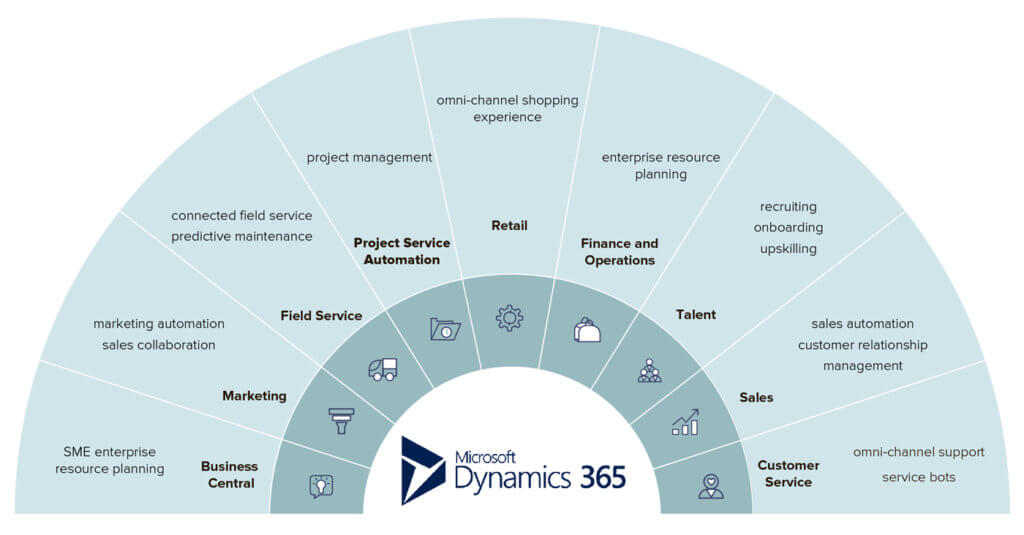 SME enterprise
resource planning
Business
Central
marketing automation
sales collaboration
Marketing
connected field service
predictive maintenance
Field Service
project management
Project Service
Automation
omni-channel shopping
experience
Retail
enterprise resource
planning
Finance and
Operations
recruiting
onboarding
upskilling
Talent
sales automation
customer relationship
management
Sales
omni-channel support
service bots
Customer
Service
Microsoft
Dynamics 365